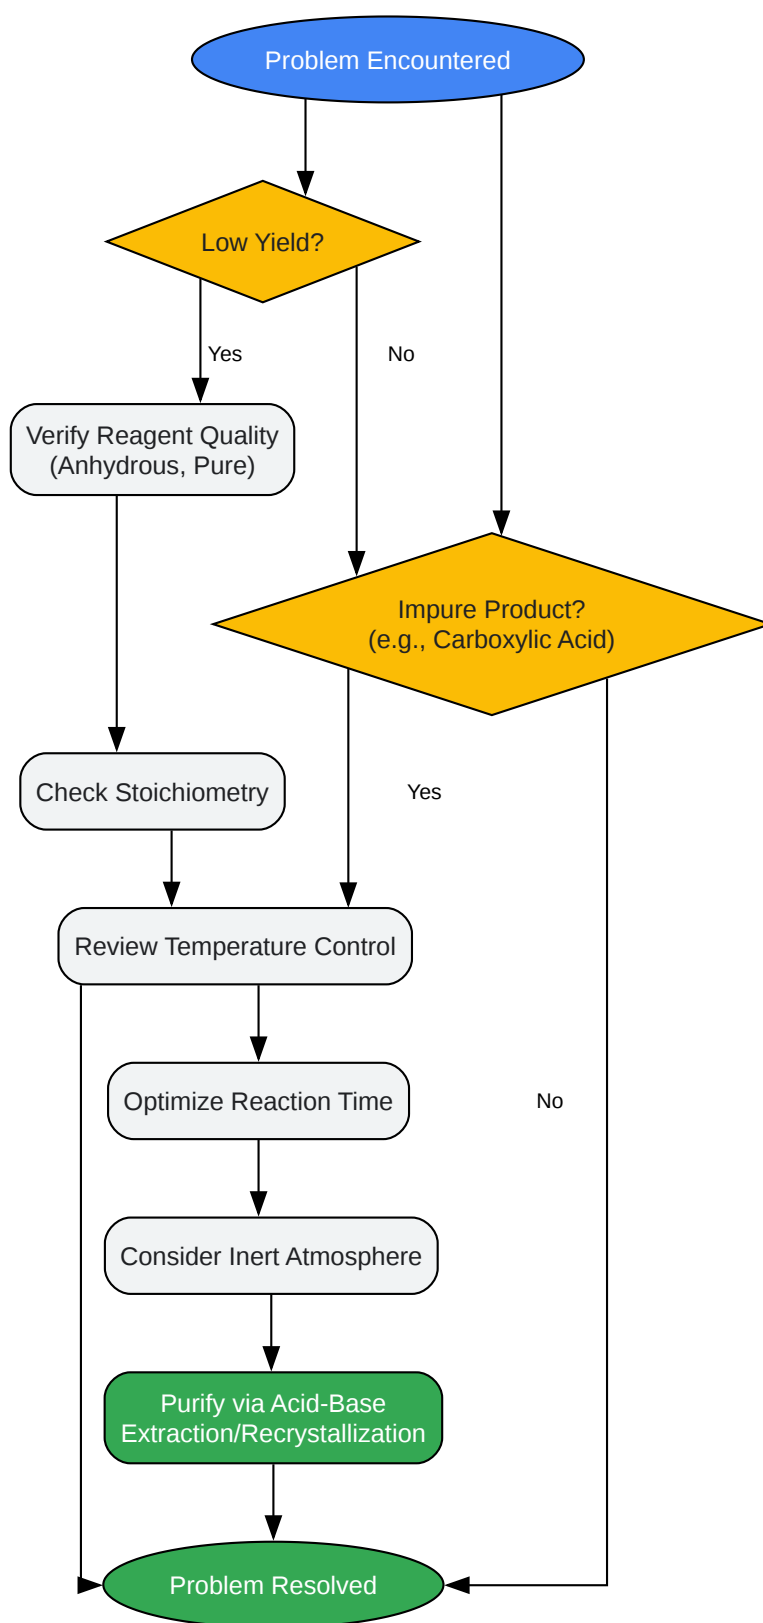 Problem Encountered
Low Yield?
Yes
No
Verify Reagent Quality
(Anhydrous, Pure)
Impure Product?
(e.g., Carboxylic Acid)
Check Stoichiometry
Yes
Review Temperature Control
Optimize Reaction Time
No
Consider Inert Atmosphere
Purify via Acid-Base
Extraction/Recrystallization
Problem Resolved